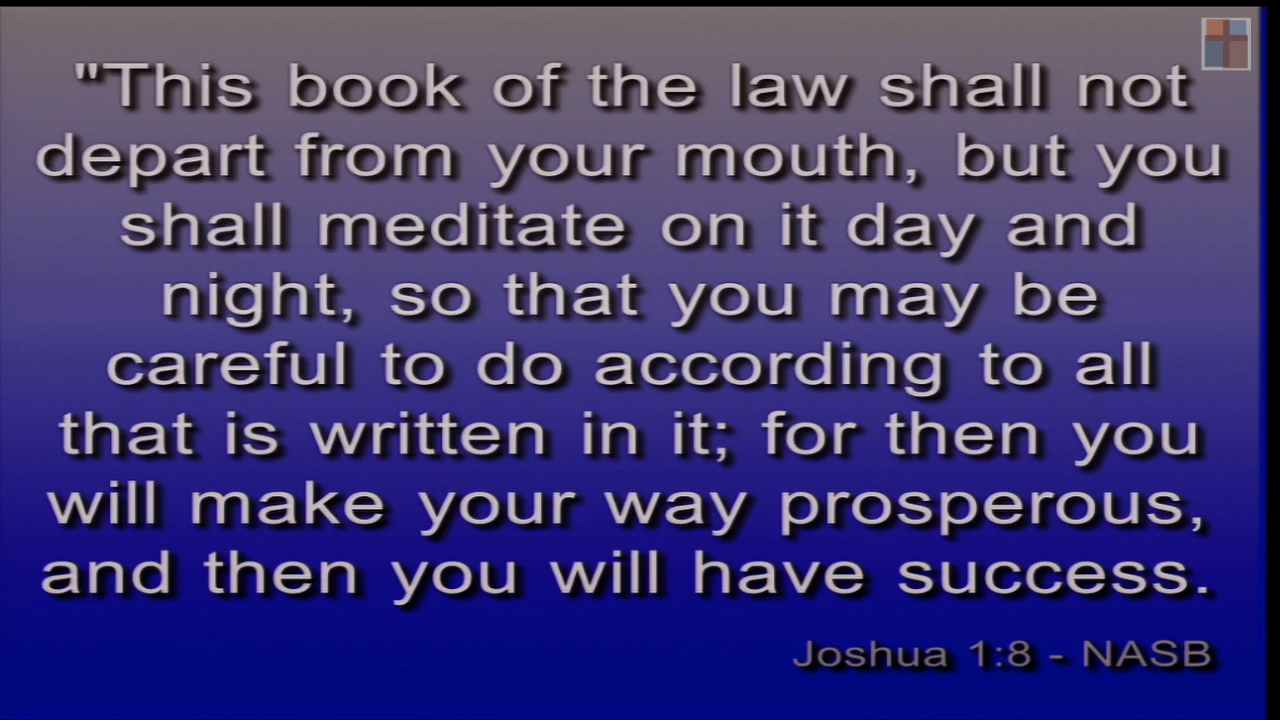 "This book of the law shall not
depart from your mouth, but you
shall meditate on it day and
night, so that you may be
careful to do according to all
that is written in it; for then you
will make your way prosperous,
and then you will have success.
Joshua 1:8 - NASB